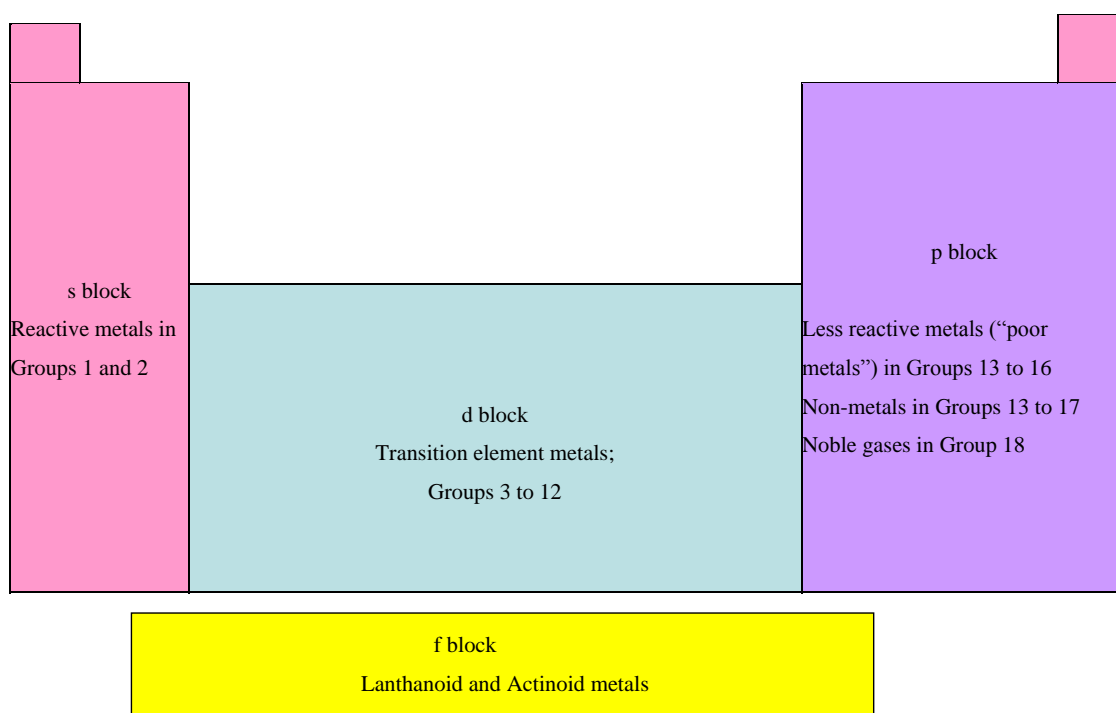 s block
Reactive metals in
Groups 1 and 2
d block
Transition element metals;
Groups 3 to 12
p block
Less reactive metals (“poor
metals”) in Groups 13 to 16
Non-metals in Groups 13 to 17
Noble gases in Group 18
f block
Lanthanoid and Actinoid metals